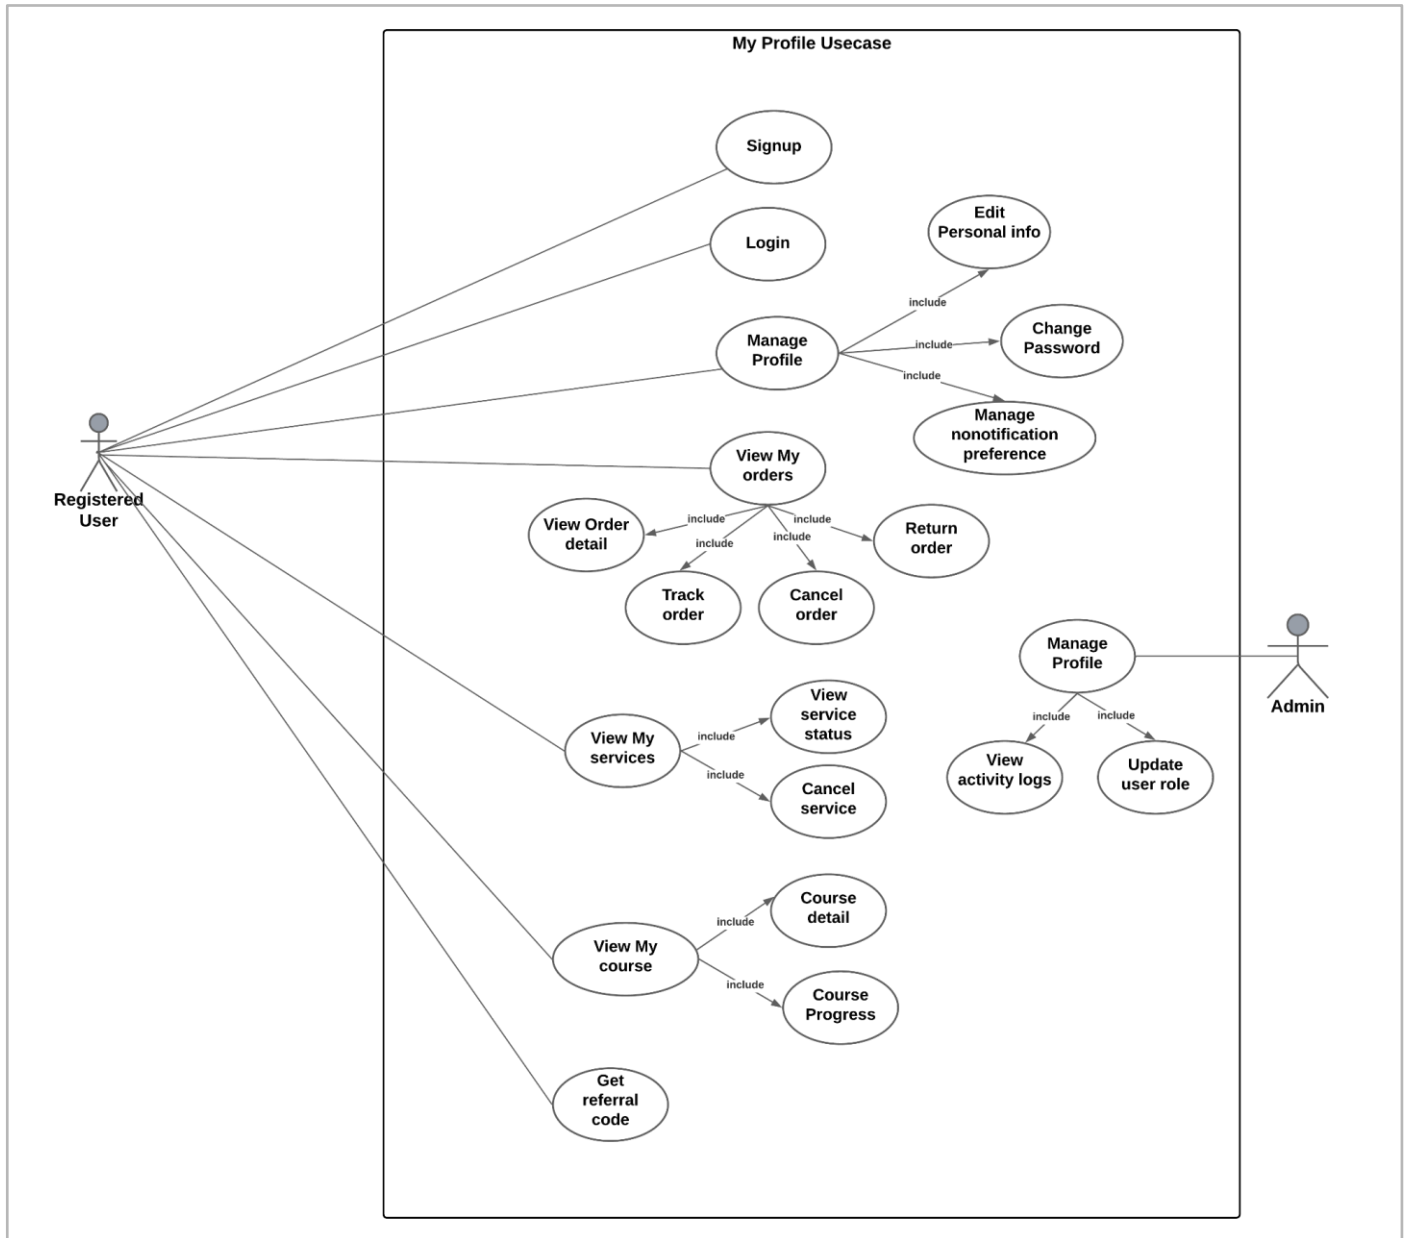 My Profile Usecase
Signup
Login
Edit
Personal info
include
Manage
Profile
include
Change
Password
include
Manage
nonotification
preference
Registered
User
View My
orders
include
View Order
detail
include
Track
order
include
Cancel
order
include
Return
order
Manage
Profile
Admin
include
View
activity logs
include
Update
user role
View My
services
include
View
service
status
include
Cancel
service
View My
course
include
Course
detail
include
Course
Progress
Get
referral
code